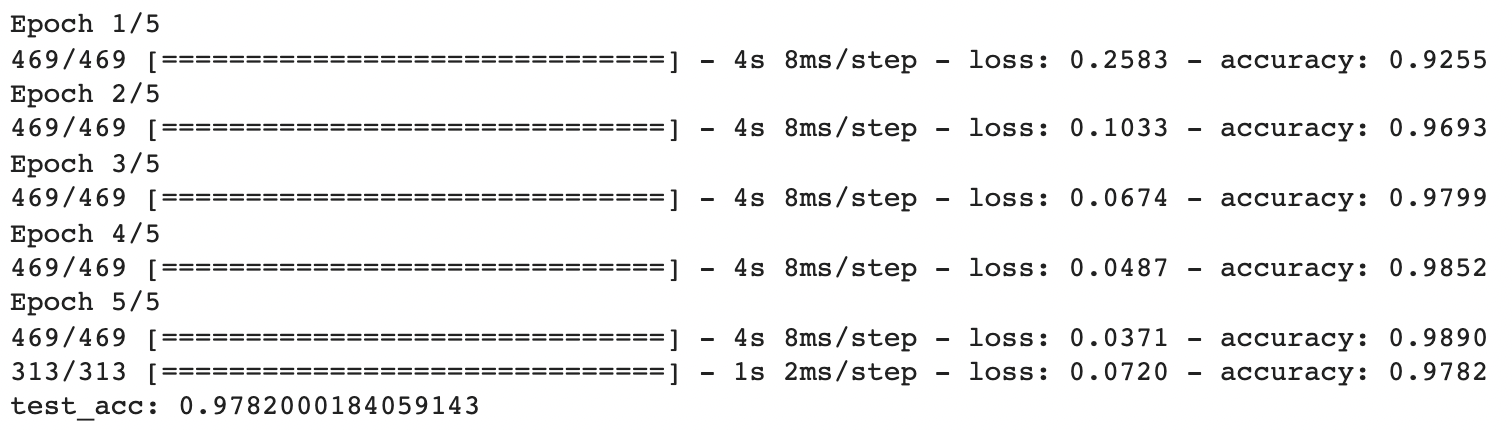 Epoch 1/5
469/469 [==============================] - 4s 8ms/step - loss: 0.2583 - accuracy: 0.9255
Epoch 2/5
469/469 [==============================] - 4s 8ms/step - loss: 0.1033 - accuracy: 0.9693
Epoch 3/5
469/469 [==============================] - 4s 8ms/step - loss: 0.0674 - accuracy: 0.9799
Epoch 4/5
469/469 [==============================] - 4s 8ms/step - loss: 0.0487 - accuracy: 0.9852
Epoch 5/5
469/469 [==============================] - 4s 8ms/step - loss: 0.0371 - accuracy: 0.9890
313/313 [==============================] - 1s 2ms/step - loss: 0.0720 - accuracy: 0.9782
test_acc: 0.9782000184059143